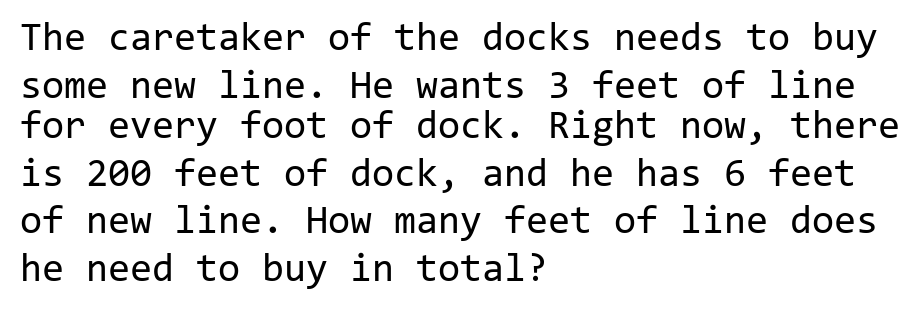 The caretaker of the docks needs to buy
some new line. He wants 3 feet of line
for every foot of dock. Right now, there
is 200 feet of dock, and he has 6 feet
of new line. How many feet of line does
he need to buy in total?